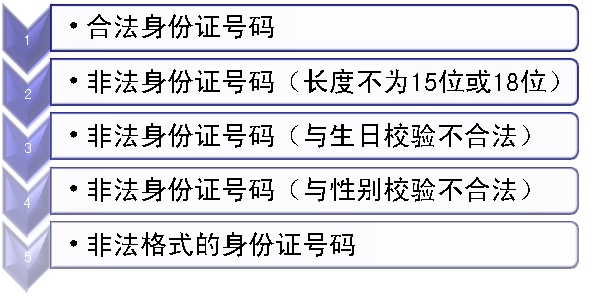 1 • 合法身份证号码
2 • 非法身份证号码（长度不为15位或18位）
3 • 非法身份证号码（与生日校验不合法）
4 • 非法身份证号码（与性别校验不合法）
5 • 非法格式的身份证号码